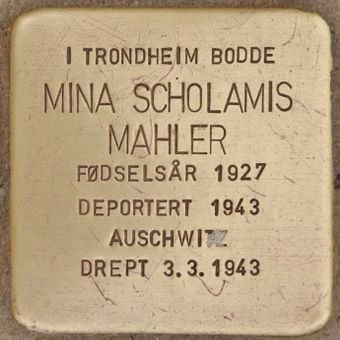 I TRONDHEIM BODDE
MINA SCHOLAMIS
MAHLER
FØDSELSÅR 1927
DEPORTERT 1943
AUSCHWITZ
DREPT 3.3.1943